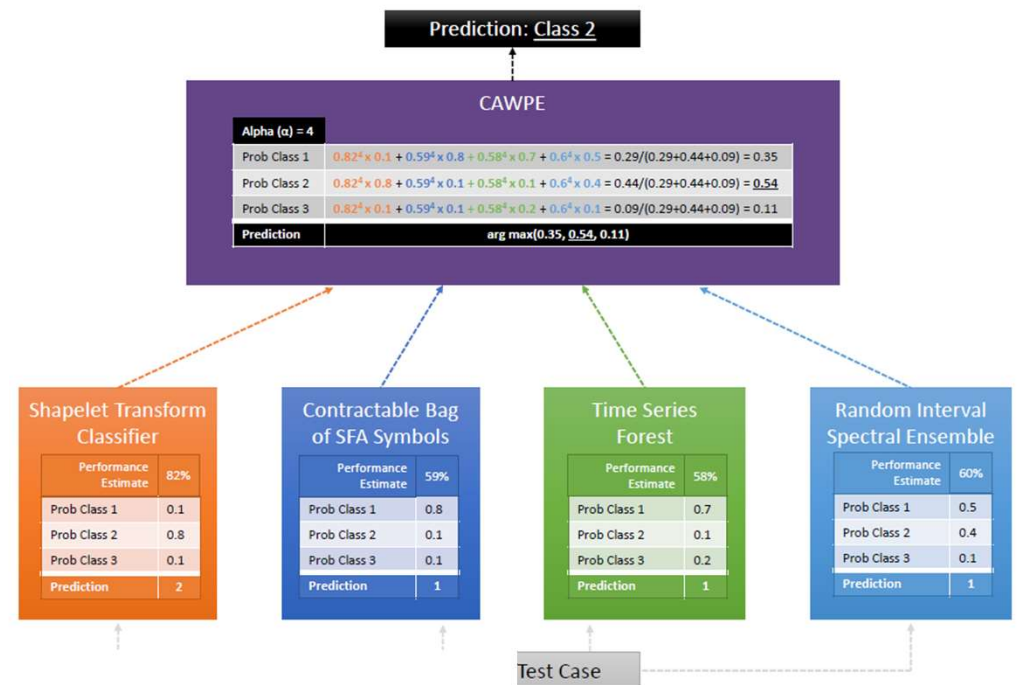 Prediction: Class 2
CAWPE
Alpha (α) = 4
Prob Class 1 0.82⁴ x 0.1 + 0.59⁴ x 0.8 + 0.58⁴ x 0.7 + 0.6⁴ x 0.5 = 0.29/(0.29+0.44+0.09) = 0.35
Prob Class 2 0.82⁴ x 0.8 + 0.59⁴ x 0.1 + 0.58⁴ x 0.1 + 0.6⁴ x 0.4 = 0.44/(0.29+0.44+0.09) = 0.54
Prob Class 3 0.82⁴ x 0.1 + 0.59⁴ x 0.1 + 0.58⁴ x 0.2 + 0.6⁴ x 0.1 = 0.09/(0.29+0.44+0.09) = 0.11
Prediction arg max(0.35, 0.54, 0.11)
Shapelet Transform
Classifier
Performance
Estimate 82%
Prob Class 1 0.1
Prob Class 2 0.8
Prob Class 3 0.1
Prediction 2
Contractable Bag
of SFA Symbols
Performance
Estimate 59%
Prob Class 1 0.8
Prob Class 2 0.1
Prob Class 3 0.1
Prediction 1
Time Series
Forest
Performance
Estimate 58%
Prob Class 1 0.7
Prob Class 2 0.1
Prob Class 3 0.2
Prediction 1
Random Interval
Spectral Ensemble
Performance
Estimate 60%
Prob Class 1 0.5
Prob Class 2 0.4
Prob Class 3 0.1
Prediction 1
Test Case